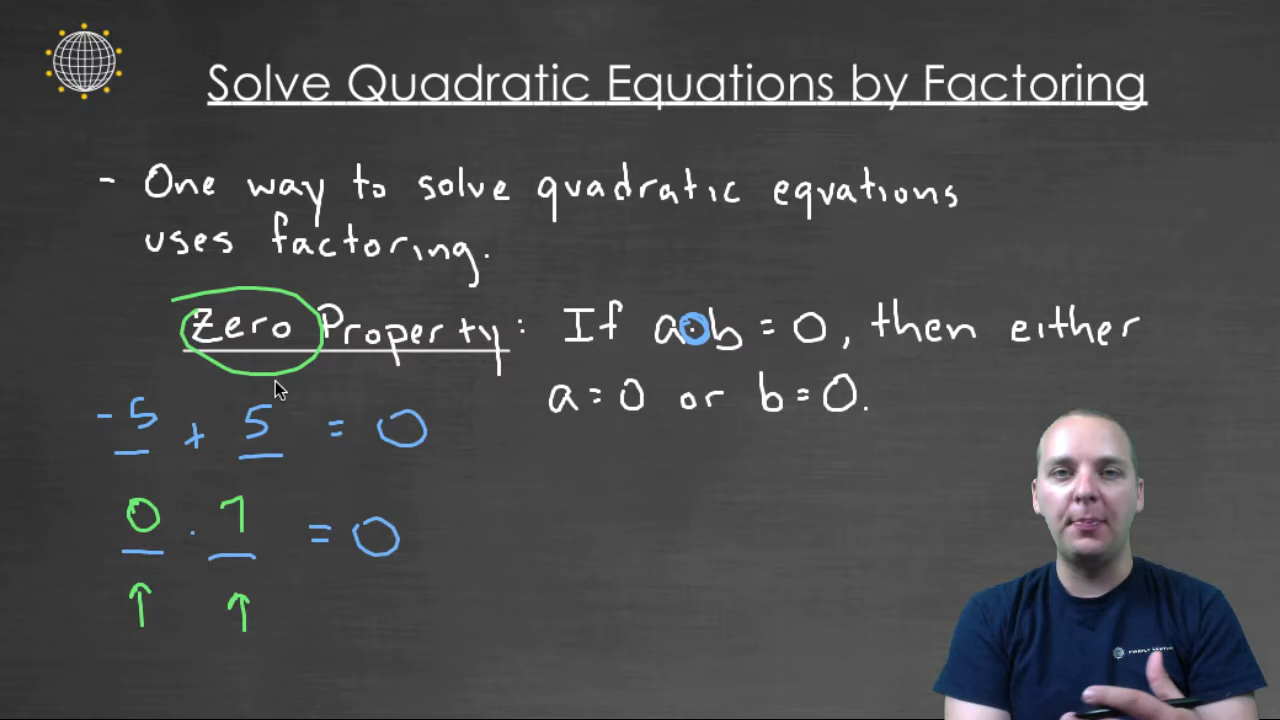 Solve Quadratic Equations by Factoring
- One way to solve quadratic equations
uses factoring.
Zero Property: If a·b = 0, then either
a = 0 or b = 0.
-5 + 5 = 0
0 · 7 = 0